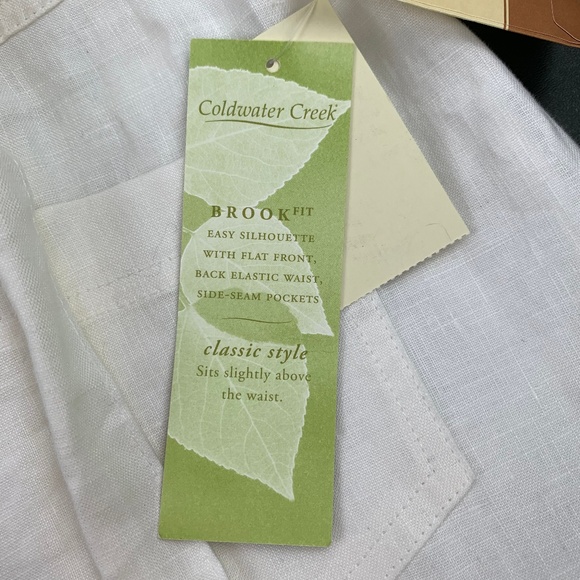 Coldwater Creek
BROOK FIT
EASY SILHOUETTE
WITH FLAT FRONT,
BACK ELASTIC WAIST,
SIDE-SEAM POCKETS
classic style
Sits slightly above
the waist.